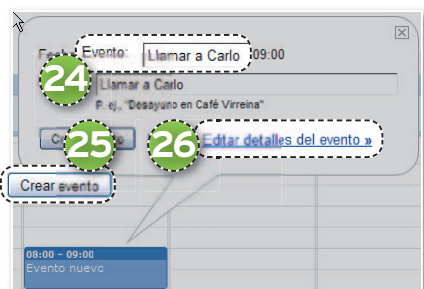 Evento: Llamar a Carlo 09:00
24 Llamar a Carlo
P. ej., "Desayuno en Café Virreina"
25 26 Editar detalles del evento »
Crear evento
08:00 - 09:00
Evento nuevo